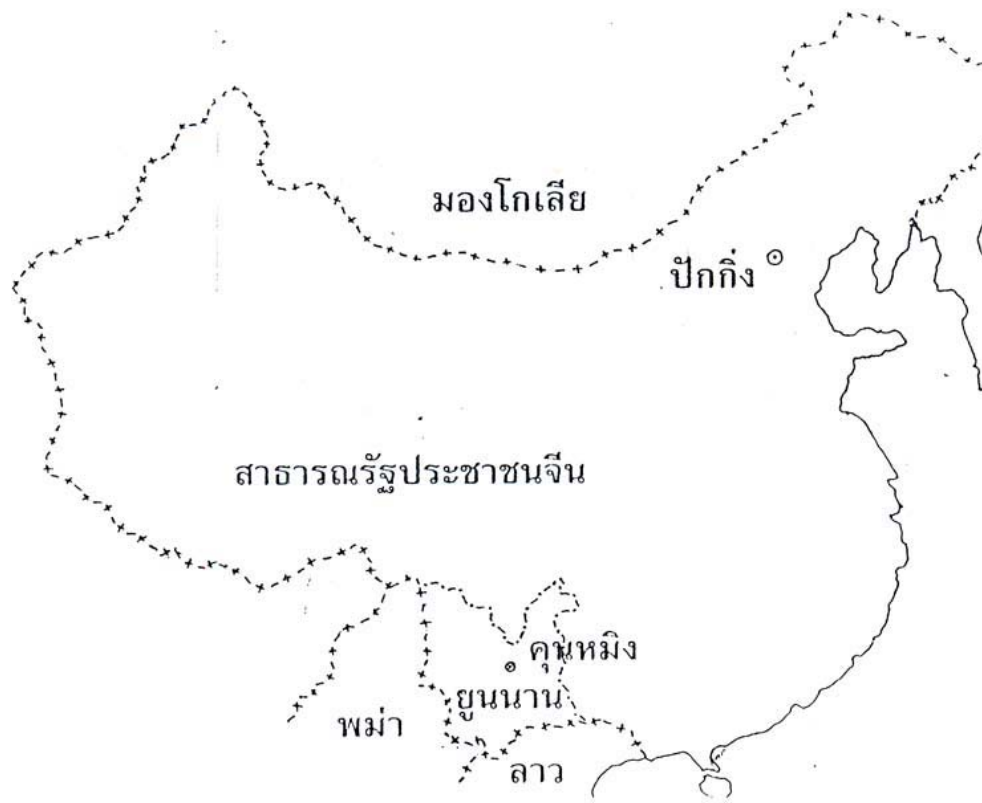 มองโกเลีย
ปักกิ่ง
สาธารณรัฐประชาชนจีน
คุนหมิง
ยูนนาน
พม่า
ลาว